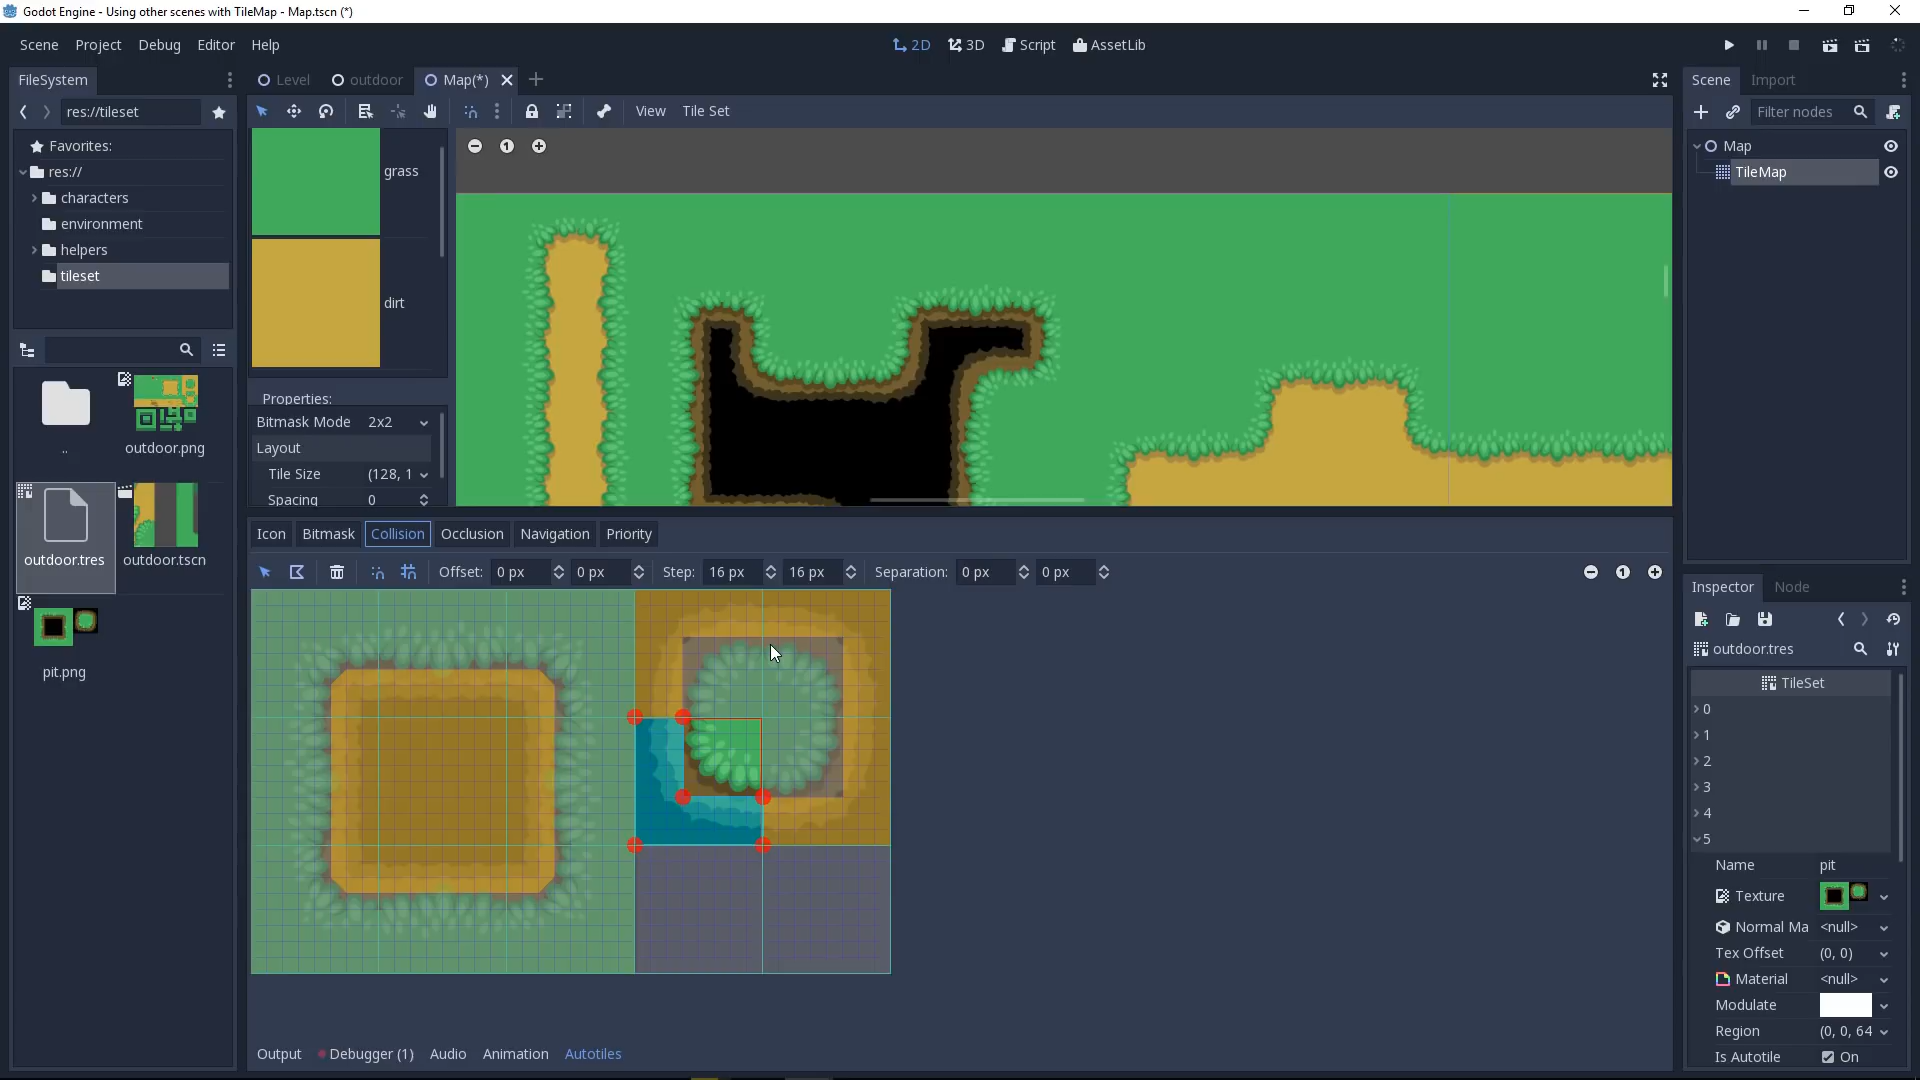 Godot Engine - Using other scenes with TileMap - Map.tscn (*)
Scene Project Debug Editor Help
2D 3D Script AssetLib
FileSystem
Level outdoor Map(*)
Scene Import
res://tileset
View Tile Set
Filter nodes
Favorites:
res://
characters
environment
helpers
tileset
1
grass
dirt
Map
TileMap
..
outdoor.png
outdoor.tres
outdoor.tscn
pit.png
Properties:
Bitmask Mode 2x2
Layout
Tile Size (128, 1
Spacing 0
Icon Bitmask Collision Occlusion Navigation Priority
Offset: 0 px 0 px Step: 16 px 16 px Separation: 0 px 0 px 1
Inspector Node
outdoor.tres
TileSet
0
1
2
3
4
5
Name pit
Texture
Normal Ma <null>
Tex Offset (0, 0)
Material <null>
Modulate
Region (0, 0, 64
Is Autotile On
Output Debugger (1) Audio Animation Autotiles